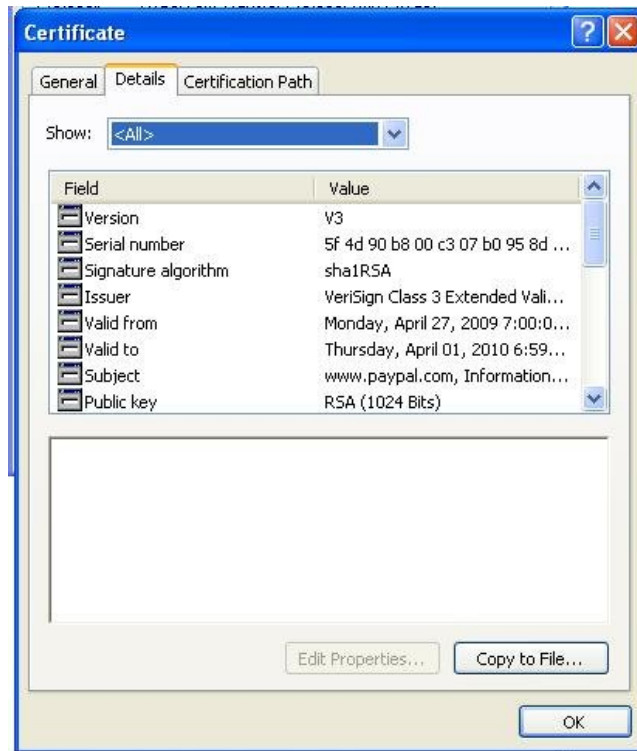 Certificate
General Details Certification Path
Show: <All>
Field Value
Version V3
Serial number 5f 4d 90 b8 00 c3 07 b0 95 8d ...
Signature algorithm sha1RSA
Issuer VeriSign Class 3 Extended Vali...
Valid from Monday, April 27, 2009 7:00:0...
Valid to Thursday, April 01, 2010 6:59...
Subject www.paypal.com, Information...
Public key RSA (1024 Bits)
Edit Properties... Copy to File...
OK